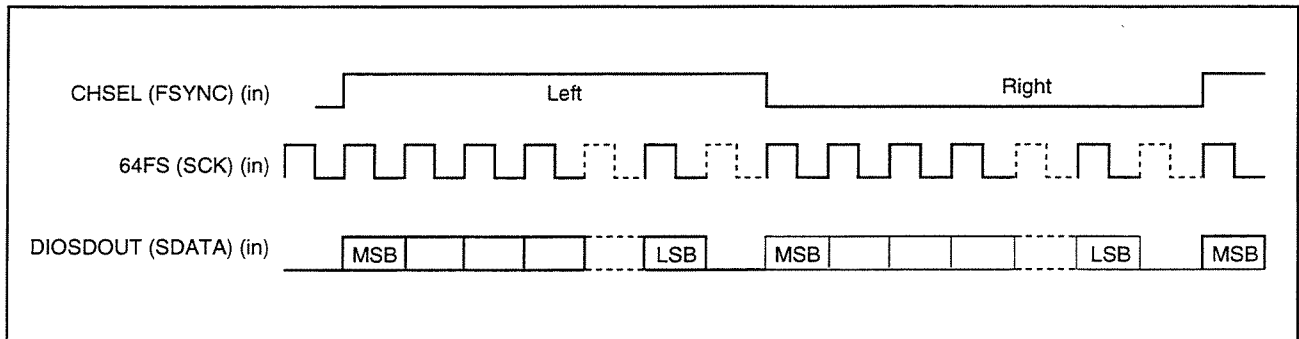 CHSEL (FSYNC) (in)
Left
Right
64FS (SCK) (in)
DIOSDOUT (SDATA) (in)
MSB
LSB
MSB
LSB
MSB